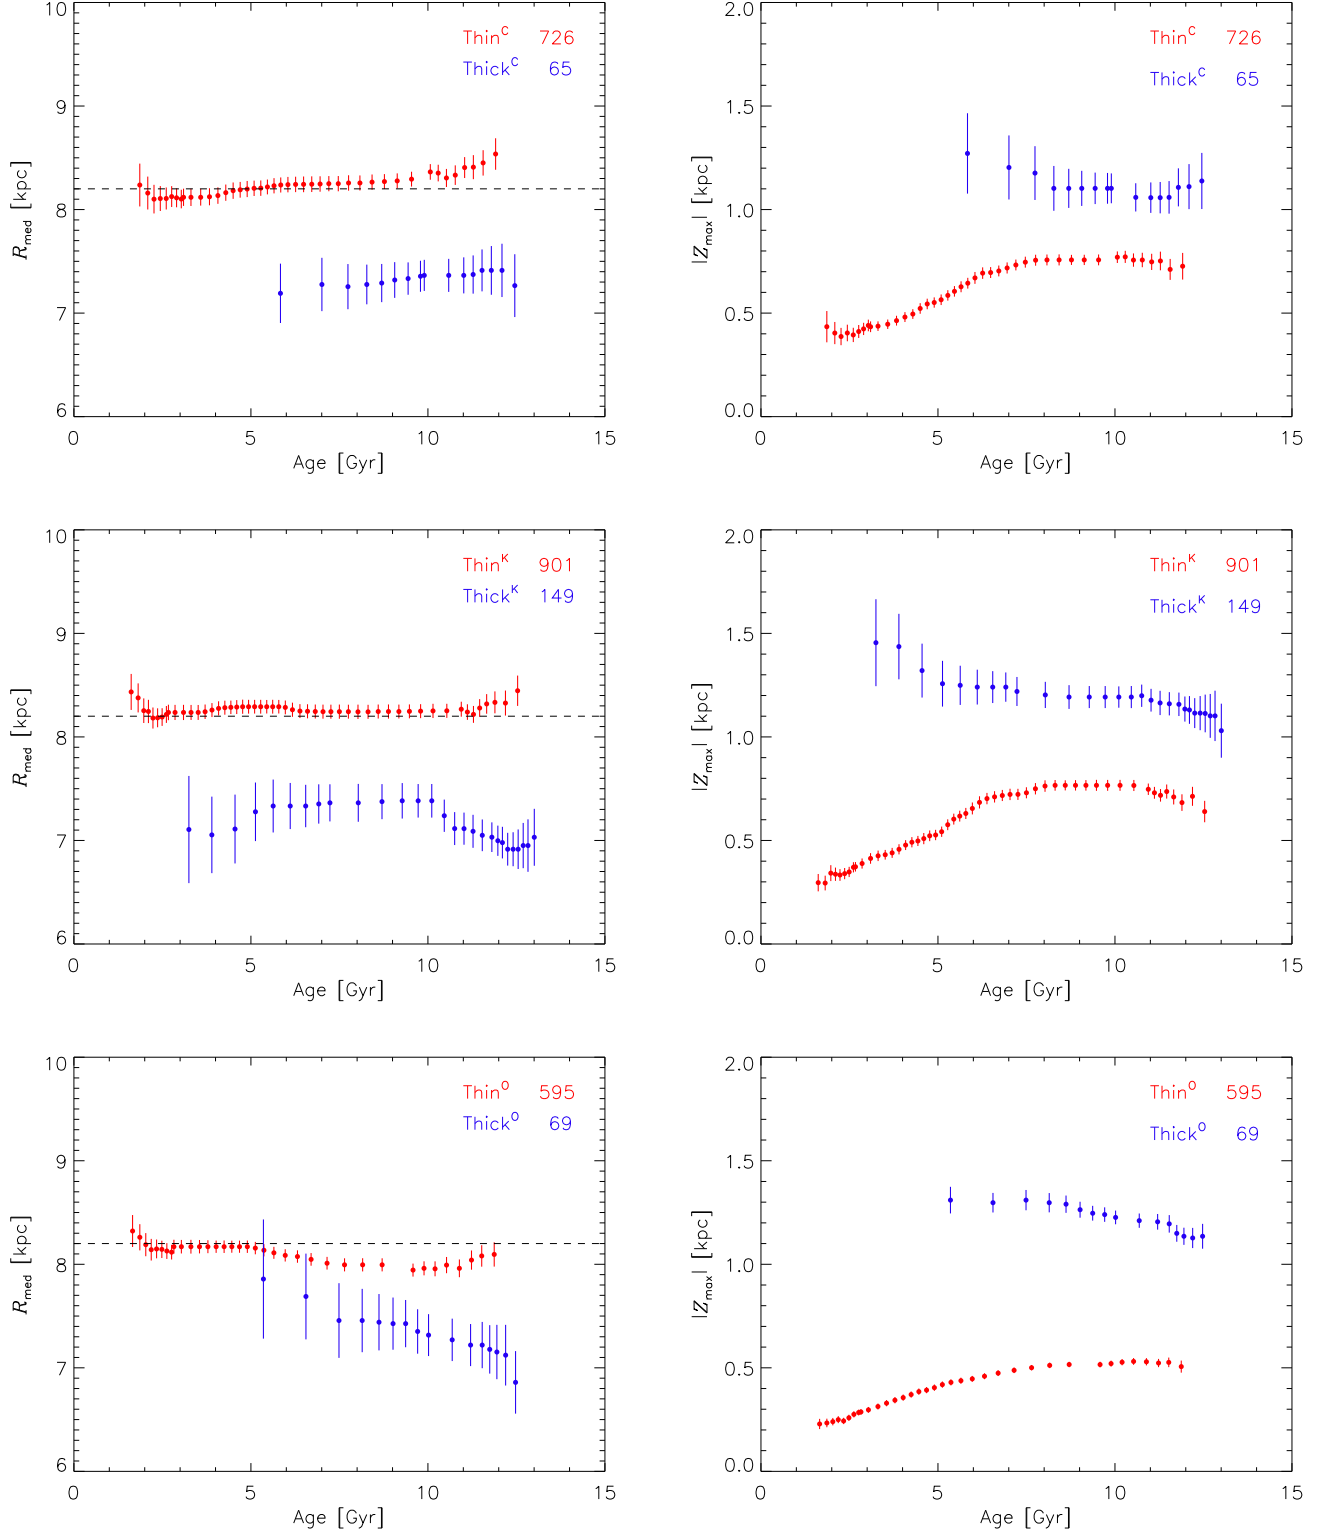 10
9
8
7
6
R_med [kpc]
Thin^C 726
Thick^C 65
0 5 10 15
Age [Gyr]
2.0
1.5
1.0
0.5
0.0
|Z_max| [kpc]
Thin^C 726
Thick^C 65
0 5 10 15
Age [Gyr]
10
9
8
7
6
R_med [kpc]
Thin^K 901
Thick^K 149
0 5 10 15
Age [Gyr]
2.0
1.5
1.0
0.5
0.0
|Z_max| [kpc]
Thin^K 901
Thick^K 149
0 5 10 15
Age [Gyr]
10
9
8
7
6
R_med [kpc]
Thin^O 595
Thick^O 69
0 5 10 15
Age [Gyr]
2.0
1.5
1.0
0.5
0.0
|Z_max| [kpc]
Thin^O 595
Thick^O 69
0 5 10 15
Age [Gyr]